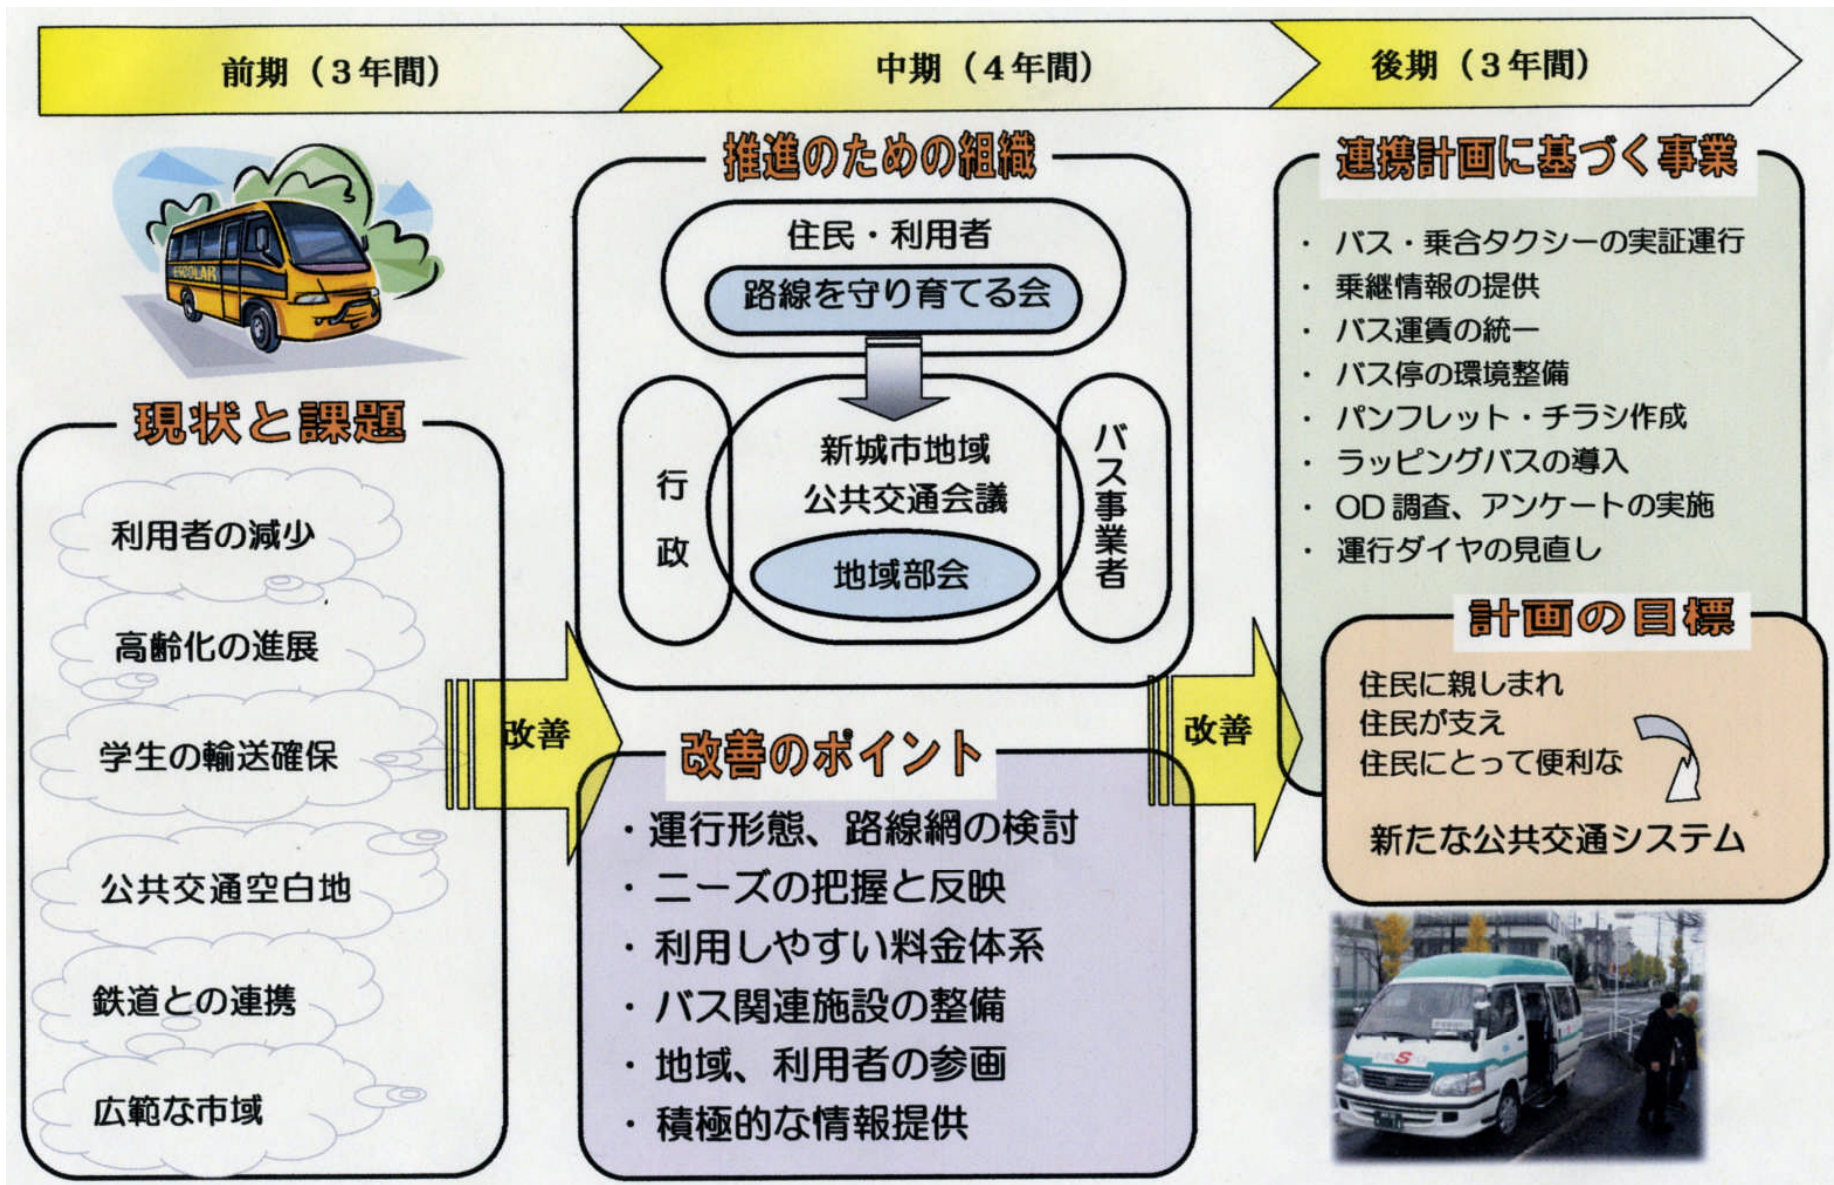 前期（３年間）
中期（４年間）
後期（３年間）
ESCOLAR
現状と課題
利用者の減少
高齢化の進展
学生の輸送確保
公共交通空白地
鉄道との連携
広範な市域
改善
推進のための組織
住民・利用者
路線を守り育てる会
行政
新城市地域
公共交通会議
地域部会
バス事業者
改善のポイント
・運行形態、路線網の検討
・ニーズの把握と反映
・利用しやすい料金体系
・バス関連施設の整備
・地域、利用者の参画
・積極的な情報提供
改善
連携計画に基づく事業
・バス・乗合タクシーの実証運行
・乗継情報の提供
・バス運賃の統一
・バス停の環境整備
・パンフレット・チラシ作成
・ラッピングバスの導入
・OD調査、アンケートの実施
・運行ダイヤの見直し
計画の目標
住民に親しまれ
住民が支え
住民にとって便利な
新たな公共交通システム